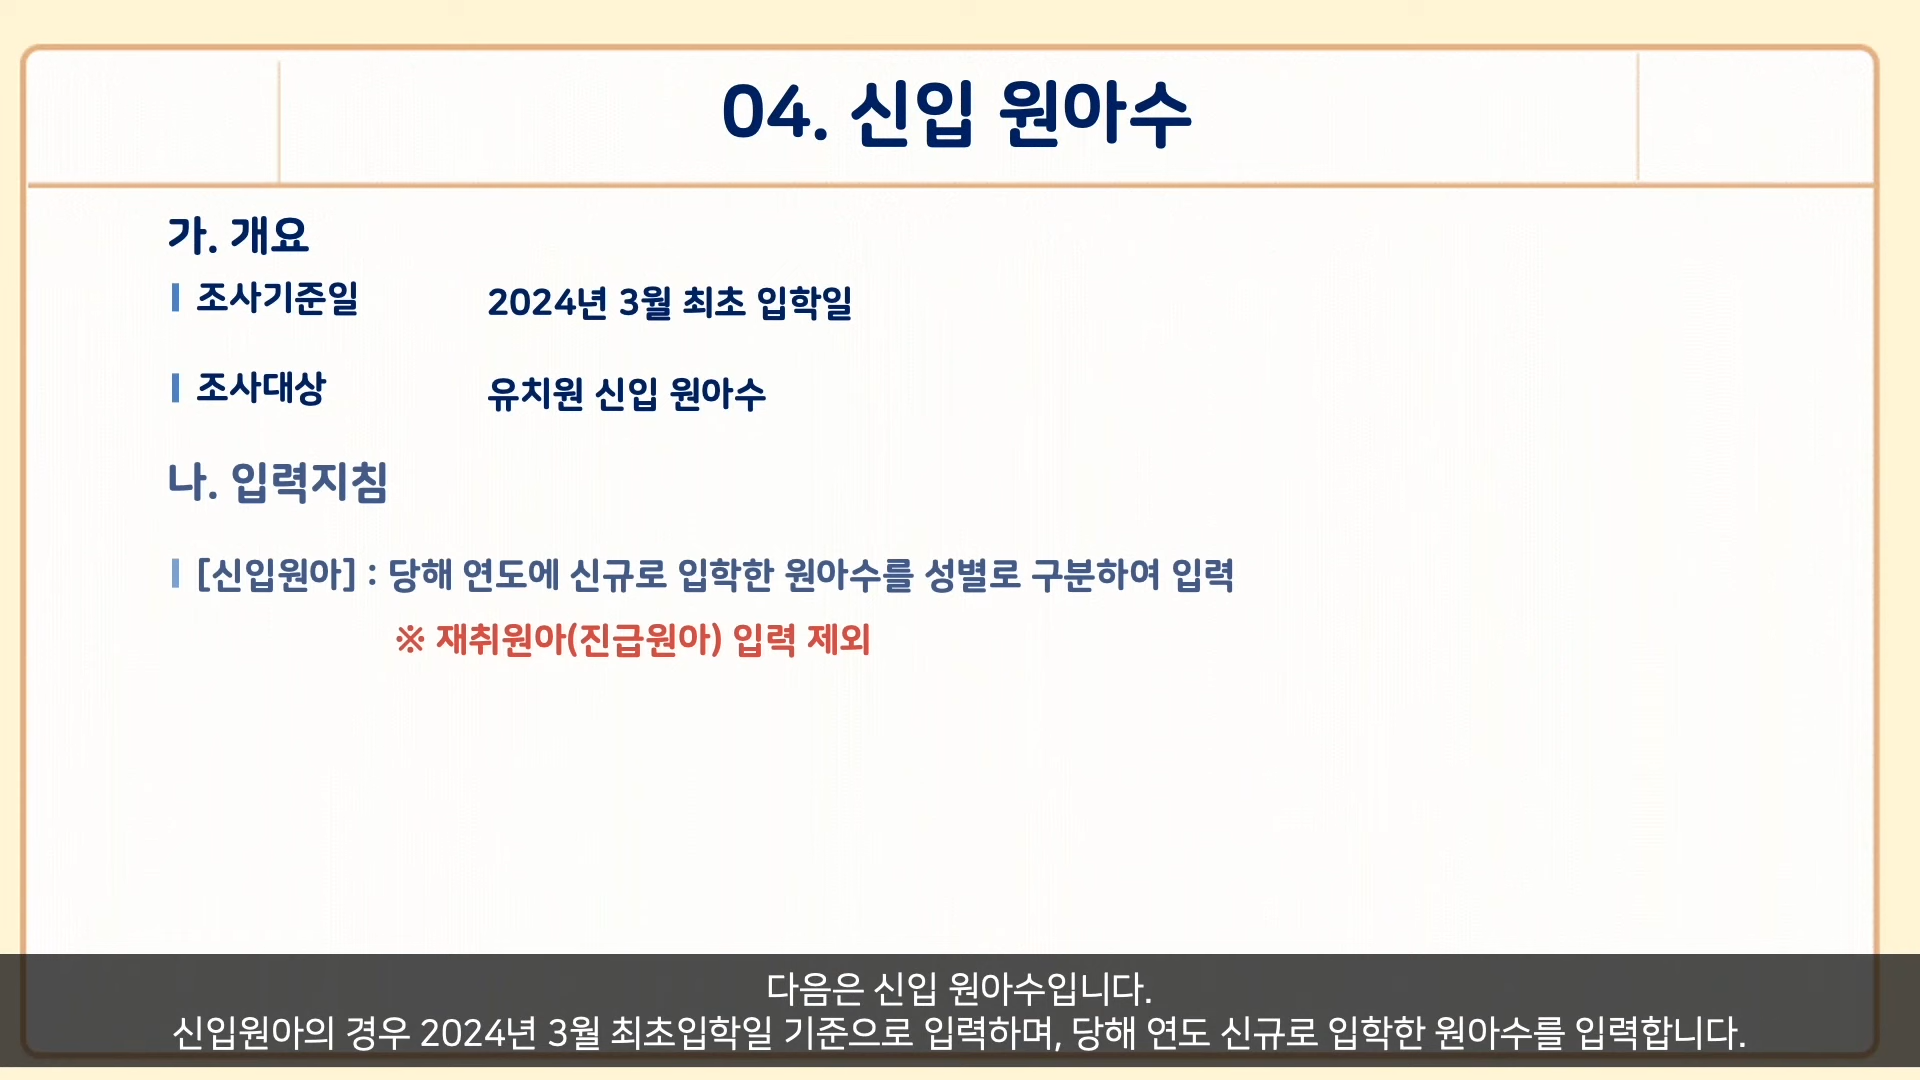 04. 신입 원아수
가. 개요
조사기준일 2024년 3월 최초 입학일
조사대상 유치원 신입 원아수
나. 입력지침
[신입원아] : 당해 연도에 신규로 입학한 원아수를 성별로 구분하여 입력
※ 재취원아(진급원아) 입력 제외
다음은 신입 원아수입니다.
신입원아의 경우 2024년 3월 최초입학일 기준으로 입력하며, 당해 연도 신규로 입학한 원아수를 입력합니다.